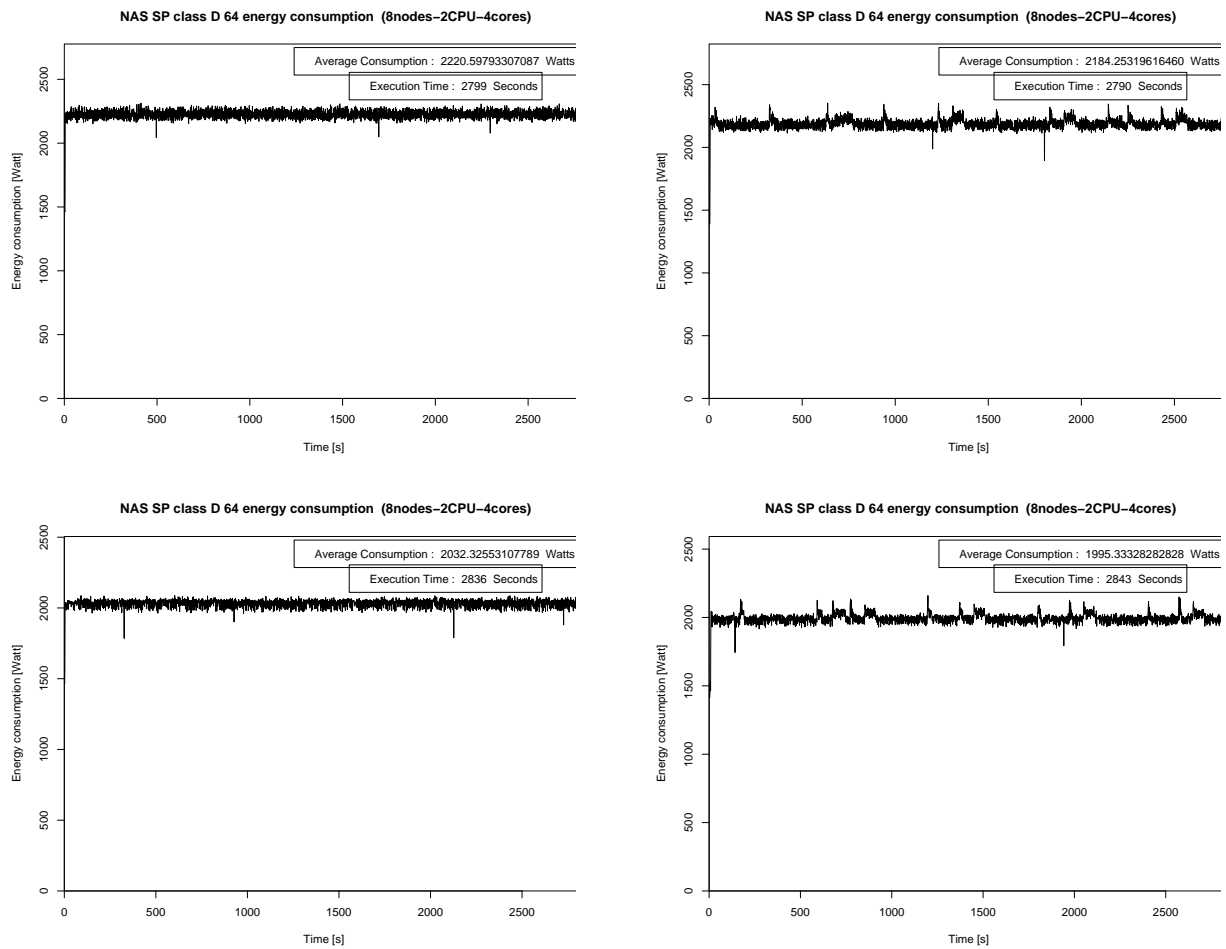 NAS SP class D 64 energy consumption (8nodes−2CPU−4cores)
Average Consumption : 2220.59793307087 Watts
Execution Time : 2799 Seconds
Energy consumption [Watt]
2500
2000
1500
1000
500
0
0 500 1000 1500 2000 2500
Time [s]
NAS SP class D 64 energy consumption (8nodes−2CPU−4cores)
Average Consumption : 2184.25319616460 Watts
Execution Time : 2790 Seconds
Energy consumption [Watt]
2500
2000
1500
1000
500
0
0 500 1000 1500 2000 2500
Time [s]
NAS SP class D 64 energy consumption (8nodes−2CPU−4cores)
Average Consumption : 2032.32553107789 Watts
Execution Time : 2836 Seconds
Energy consumption [Watt]
2500
2000
1500
1000
500
0
0 500 1000 1500 2000 2500
Time [s]
NAS SP class D 64 energy consumption (8nodes−2CPU−4cores)
Average Consumption : 1995.33328282828 Watts
Execution Time : 2843 Seconds
Energy consumption [Watt]
2500
2000
1500
1000
500
0
0 500 1000 1500 2000 2500
Time [s]